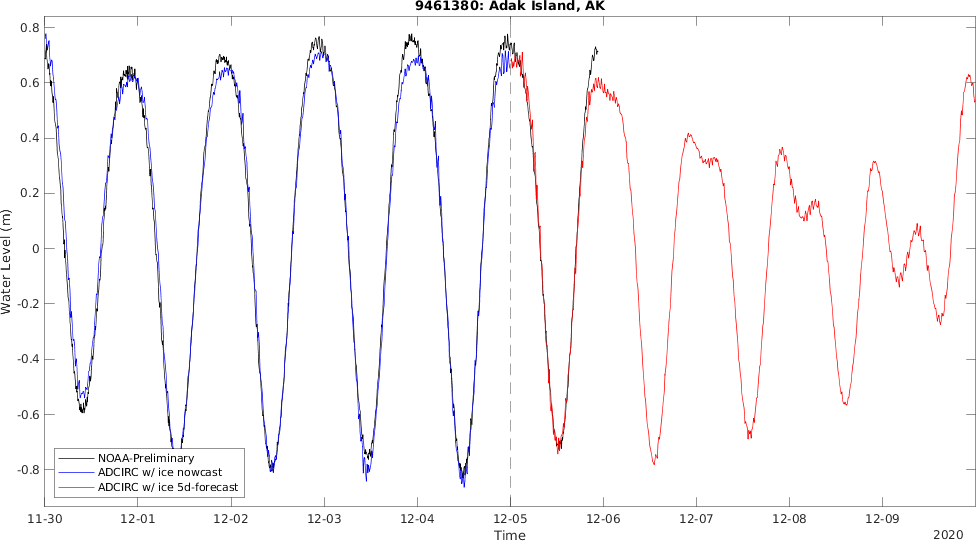 9461380: Adak Island, AK
0.8
0.6
0.4
0.2
0
-0.2
-0.4
-0.6
-0.8
Water Level (m)
NOAA-Preliminary
ADCIRC w/ ice nowcast
ADCIRC w/ ice 5d-forecast
11-30 12-01 12-02 12-03 12-04 12-05 12-06 12-07 12-08 12-09
Time
2020